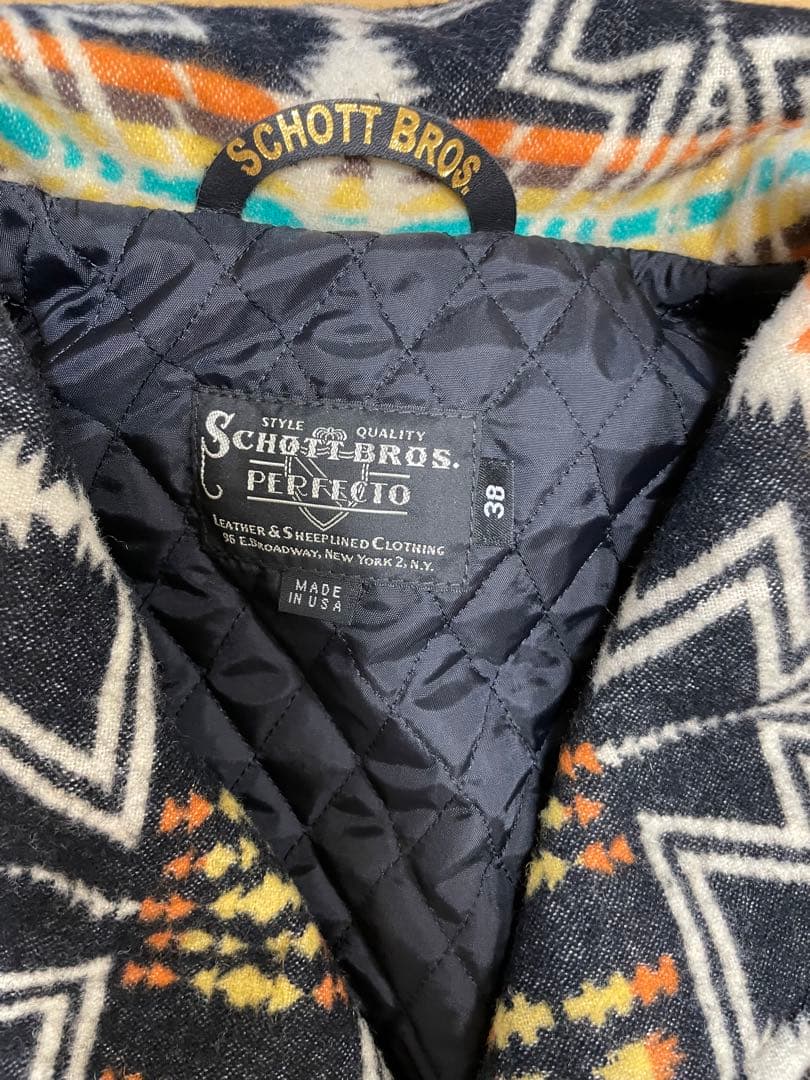 SCHOTT BROS.
STYLE QUALITY
SCHOTT BROS.
PERFECTO
LEATHER & SHEEPLINED CLOTHING
96 E.BROADWAY, NEW YORK 2, N.Y.
38
MADE
IN USA